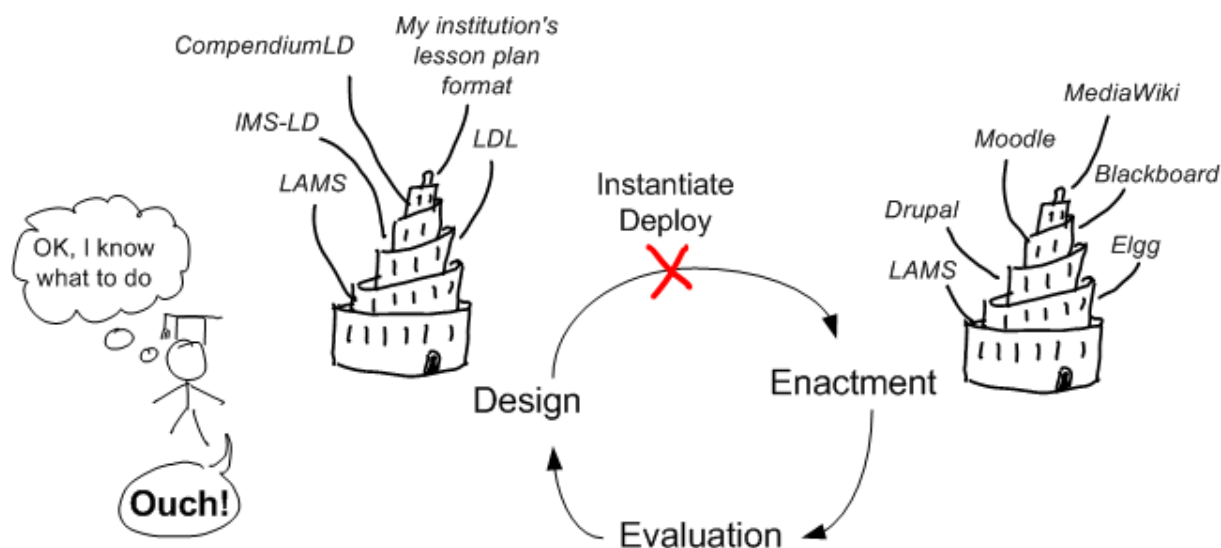 My institution's
lesson plan
format
CompendiumLD
IMS-LD
LDL
LAMS
OK, I know
what to do
Ouch!
Instantiate
Deploy
Design
Enactment
Evaluation
MediaWiki
Moodle
Blackboard
Drupal
Elgg
LAMS